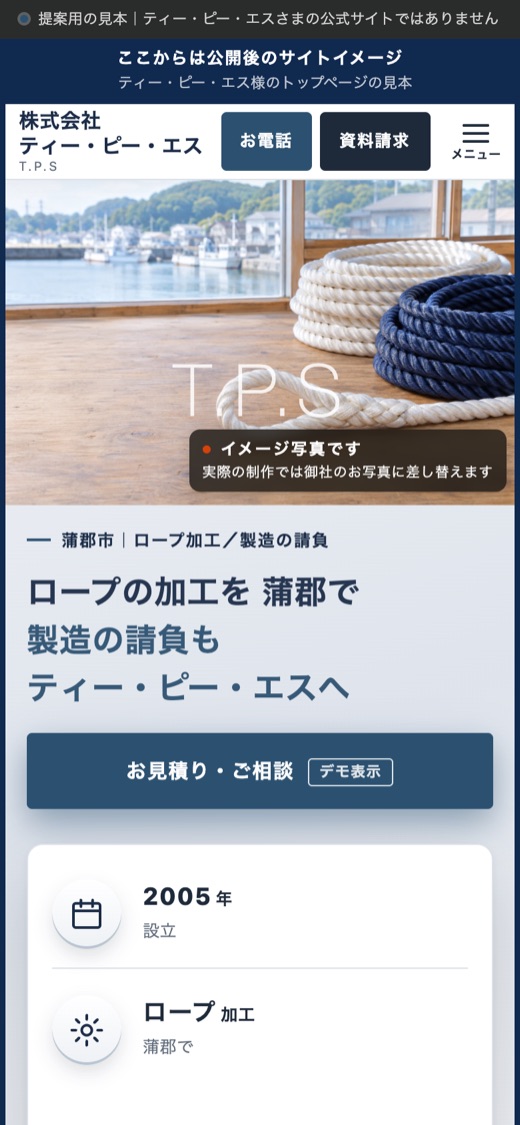 提案用の見本｜ティー・ピー・エスさまの公式サイトではありません
ここからは公開後のサイトイメージ
ティー・ピー・エス様のトップページの見本
株式会社
ティー・ピー・エス
T.P.S
お電話
資料請求
メニュー
T.P.S
イメージ写真です
実際の制作では御社のお写真に差し替えます
蒲郡市｜ロープ加工／製造の請負
ロープの加工を 蒲郡で
製造の請負も
ティー・ピー・エスへ
お見積り・ご相談 デモ表示
2005年
設立
ロープ 加工
蒲郡で